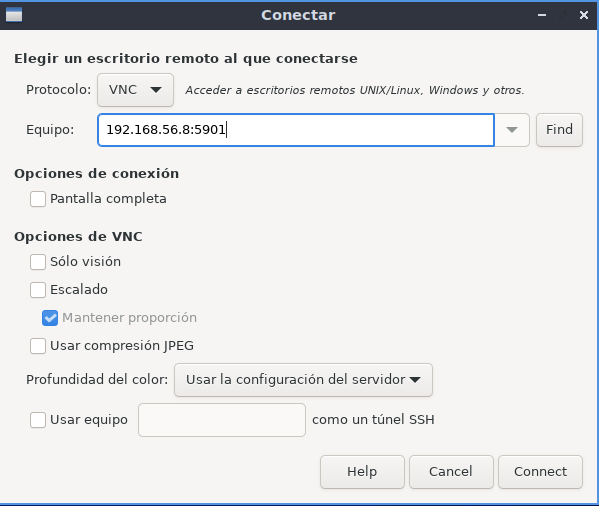 Conectar
Elegir un escritorio remoto al que conectarse
Protocolo: VNC Acceder a escritorios remotos UNIX/Linux, Windows y otros.
Equipo: 192.168.56.8:5901 Find
Opciones de conexión
Pantalla completa
Opciones de VNC
Sólo visión
Escalado
Mantener proporción
Usar compresión JPEG
Profundidad del color: Usar la configuración del servidor
Usar equipo como un túnel SSH
Help Cancel Connect